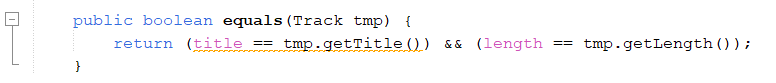 public boolean equals(Track tmp) {
return (title == tmp.getTitle()) && (length == tmp.getLength());
}